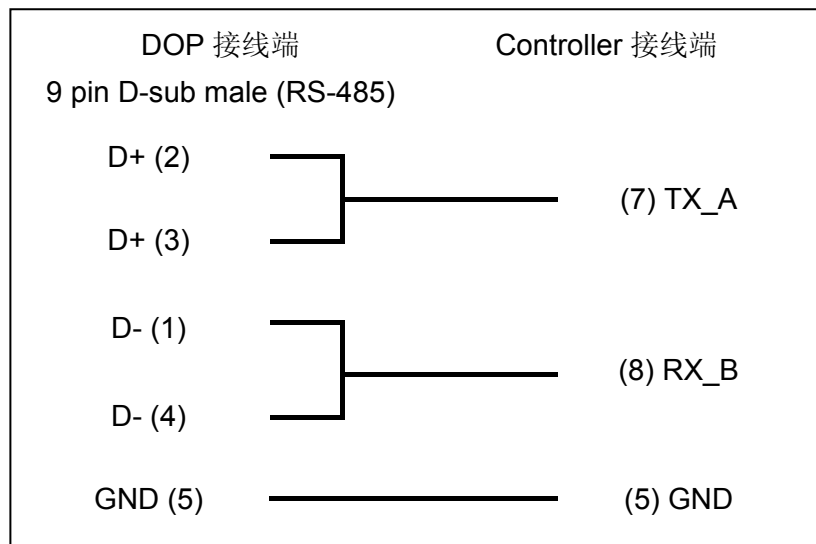 DOP 接线端 Controller 接线端
9 pin D-sub male (RS-485)
D+ (2)
(7) TX_A
D+ (3)
D- (1)
(8) RX_B
D- (4)
GND (5) (5) GND